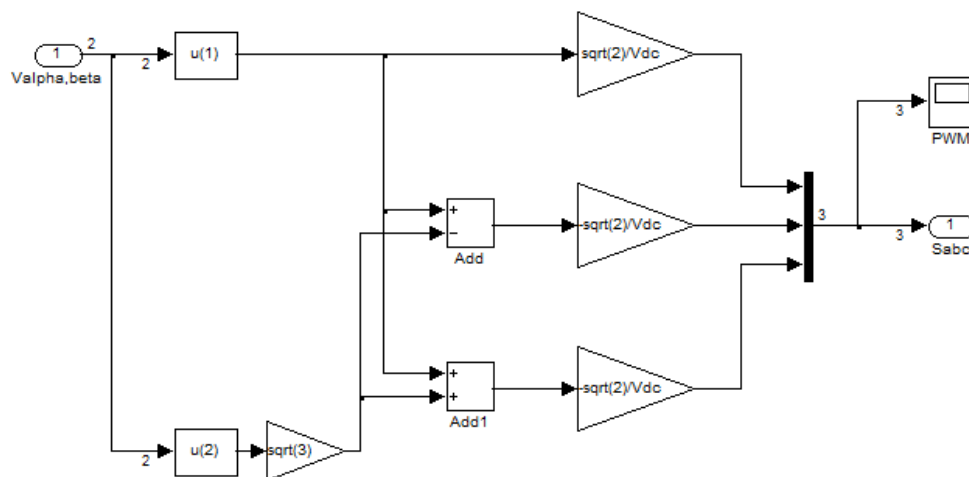 1
Valpha,beta
2
2
u(1)
sqrt(2)/Vdc
3
PWM
+
−
Add
-sqrt(2)/Vdc
3
3
1
Sabc
+
+
Add1
-sqrt(2)/Vdc
2
u(2)
sqrt(3)